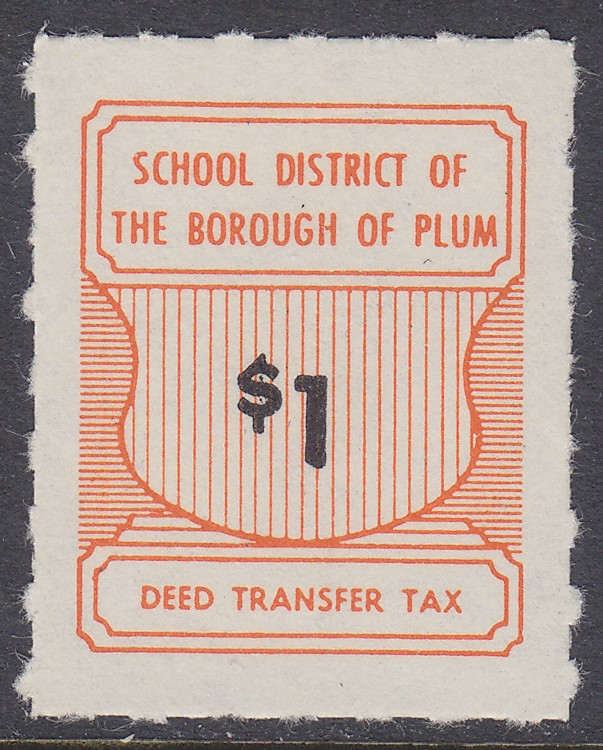 SCHOOL DISTRICT OF
THE BOROUGH OF PLUM
$1
DEED TRANSFER TAX